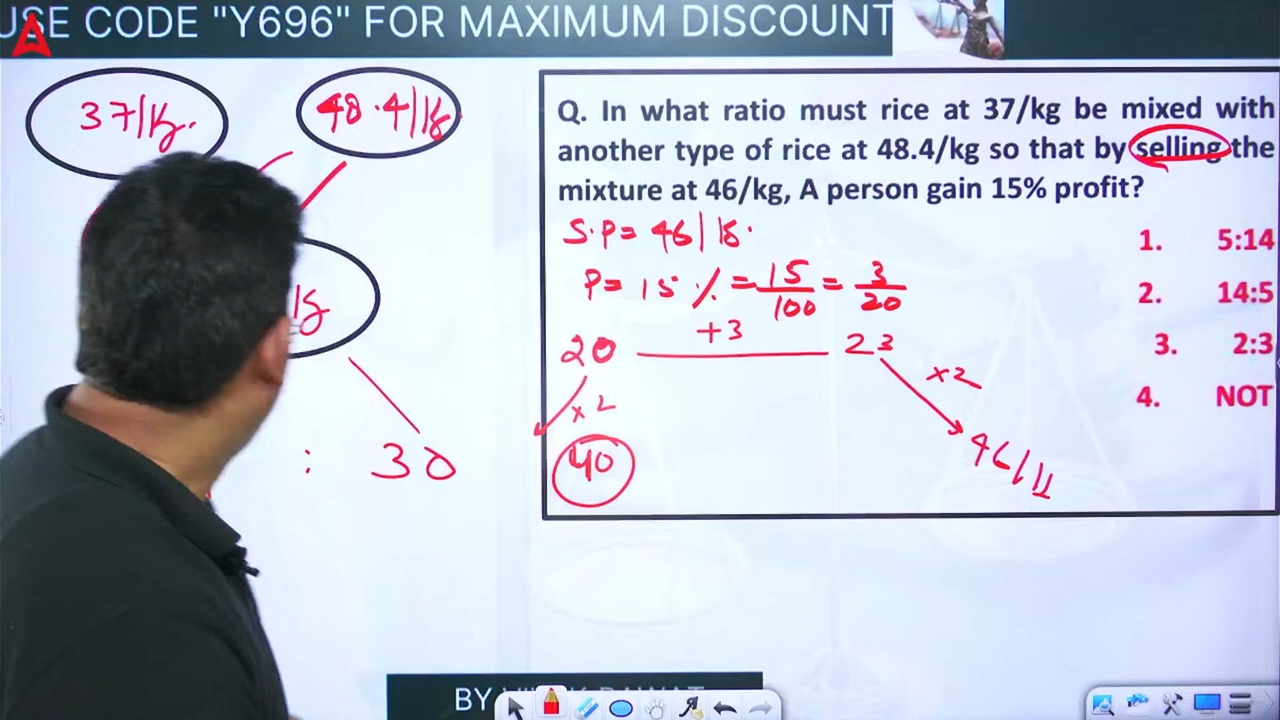 USE CODE "Y696" FOR MAXIMUM DISCOUNT
37/kg.
48.4/kg
: 30
Q. In what ratio must rice at 37/kg be mixed with
another type of rice at 48.4/kg so that by selling the
mixture at 46/kg, A person gain 15% profit?
S.P= 46/kg.
P= 15 % = 15/100 = 3/20
20 +3 23
×2 ×2
40 46/
1. 5:14
2. 14:5
3. 2:3
4. NOT
BY